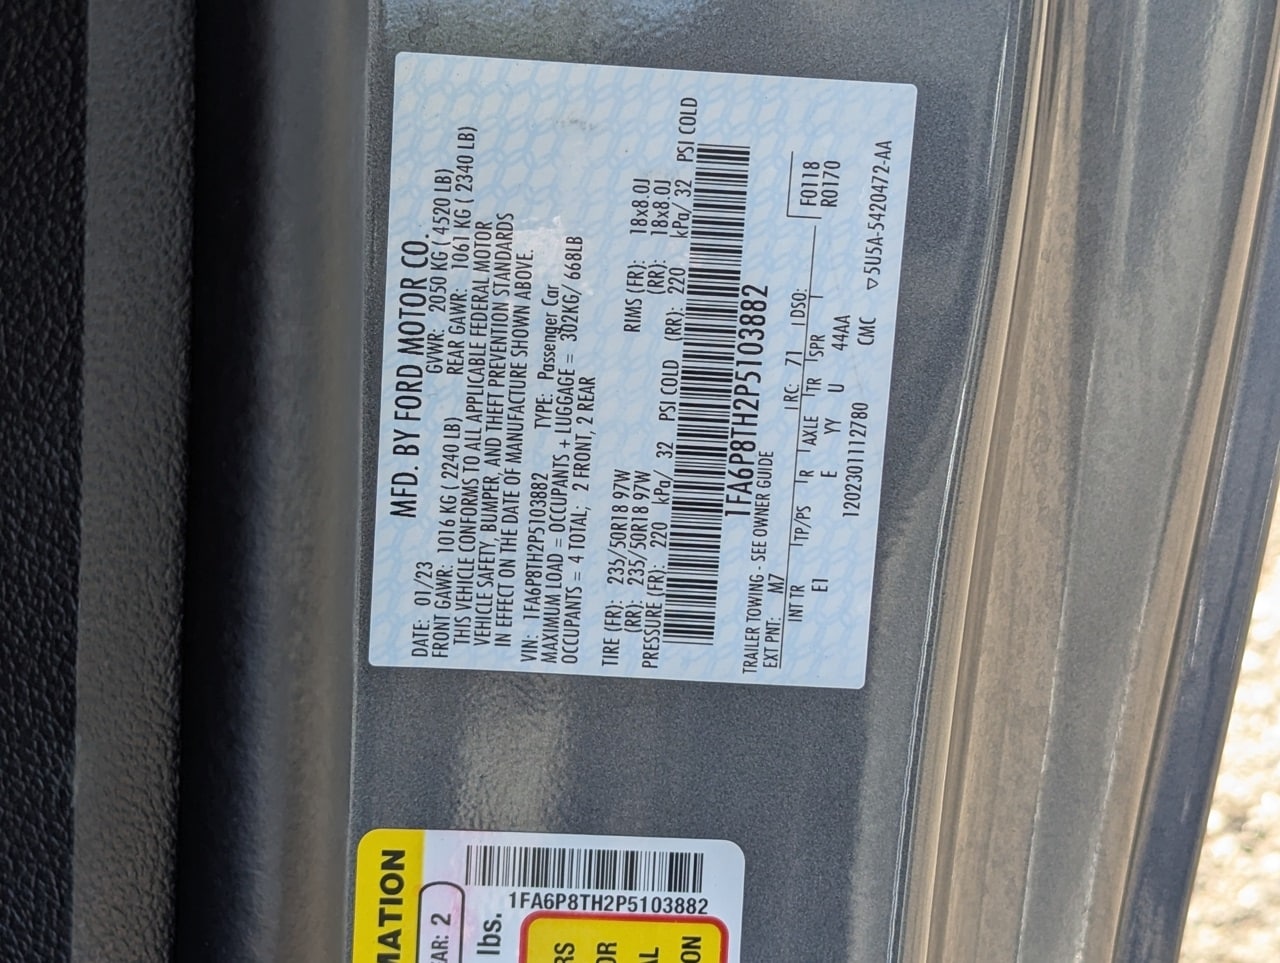 MFD. BY FORD MOTOR CO.
DATE: 01/23 GVWR: 2050 KG ( 4520 LB)
FRONT GAWR: 1016 KG ( 2240 LB) REAR GAWR: 1061 KG ( 2340 LB)
THIS VEHICLE CONFORMS TO ALL APPLICABLE FEDERAL MOTOR
VEHICLE SAFETY, BUMPER, AND THEFT PREVENTION STANDARDS
IN EFFECT ON THE DATE OF MANUFACTURE SHOWN ABOVE.
VIN: 1FA6P8TH2P5103882 TYPE: Passenger Car
MAXIMUM LOAD = OCCUPANTS + LUGGAGE = 302KG/ 668LB
OCCUPANTS = 4 TOTAL; 2 FRONT, 2 REAR
TIRE (FR): 235/50R18 97W RIMS (FR): 18x8.0J
(RR): 235/50R18 97W (RR): 18x8.0J
PRESSURE (FR): 220 kPa/ 32 PSI COLD (RR): 220 kPa/ 32 PSI COLD
1FA6P8TH2P5103882
TRAILER TOWING - SEE OWNER GUIDE
EXT PNT: M7 RC: 71 DSO: F0118
INT TR TP/PS R AXLE TR SPR R0170
E1 E YY U 44AA
1202301112780 CMC ▽5U5A-5420472-AA
MATION
AR: 2
lbs.
1FA6P8TH2P5103882
RS
OR
AL
ON